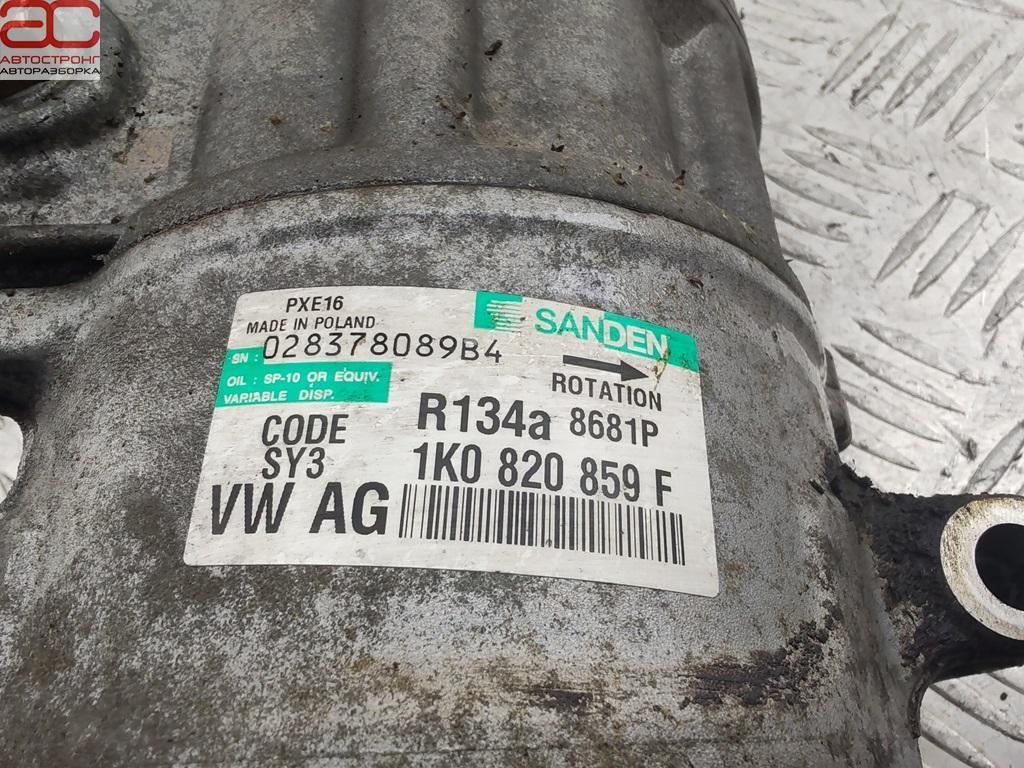 ac
АВТОСТРОНГ
АВТОРАЗБОРКА
PXE16
MADE IN POLAND
SANDEN
SN : 028378089B4
ROTATION
OIL : SP-10 OR EQUIV.
VARIABLE DISP.
R134a 8681P
CODE
SY3
1K0 820 859 F
VW AG